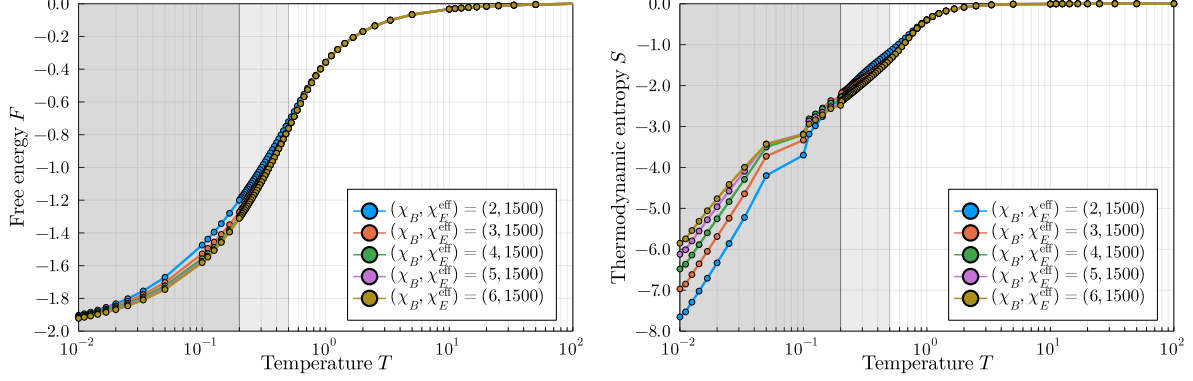 Free energy F
0.0
−0.2
−0.4
−0.6
−0.8
−1.0
−1.2
−1.4
−1.6
−1.8
−2.0
(χ_B, χ_E^eff) = (2, 1500)
(χ_B, χ_E^eff) = (3, 1500)
(χ_B, χ_E^eff) = (4, 1500)
(χ_B, χ_E^eff) = (5, 1500)
(χ_B, χ_E^eff) = (6, 1500)
10^−2 10^−1 10^0 10^1 10^2
Temperature T
Thermodynamic entropy S
0.0
−1.0
−2.0
−3.0
−4.0
−5.0
−6.0
−7.0
−8.0
(χ_B, χ_E^eff) = (2, 1500)
(χ_B, χ_E^eff) = (3, 1500)
(χ_B, χ_E^eff) = (4, 1500)
(χ_B, χ_E^eff) = (5, 1500)
(χ_B, χ_E^eff) = (6, 1500)
10^−2 10^−1 10^0 10^1 10^2
Temperature T